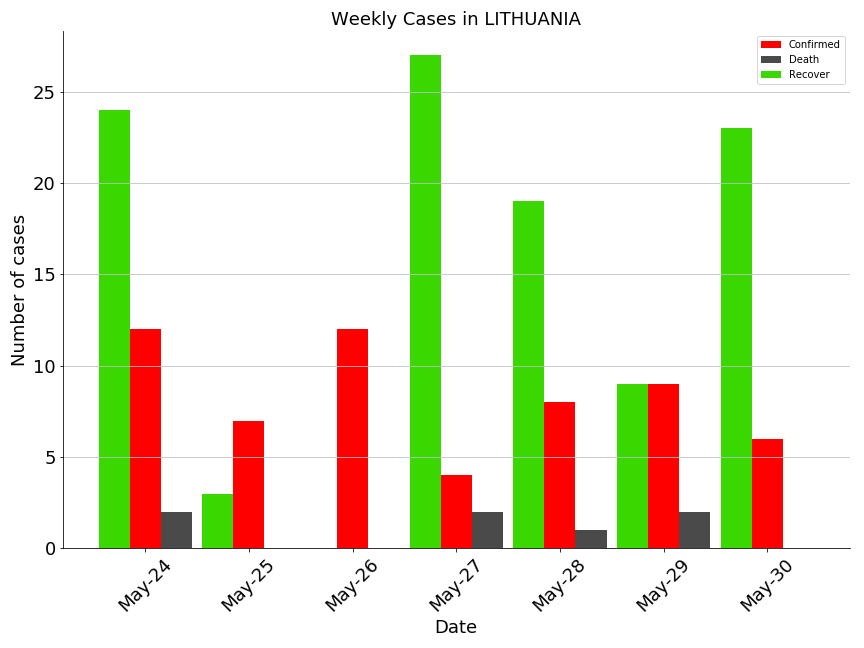 Weekly Cases in LITHUANIA
Confirmed
Death
Recover
Number of cases
25
20
15
10
5
0
May-24
May-25
May-26
May-27
May-28
May-29
May-30
Date